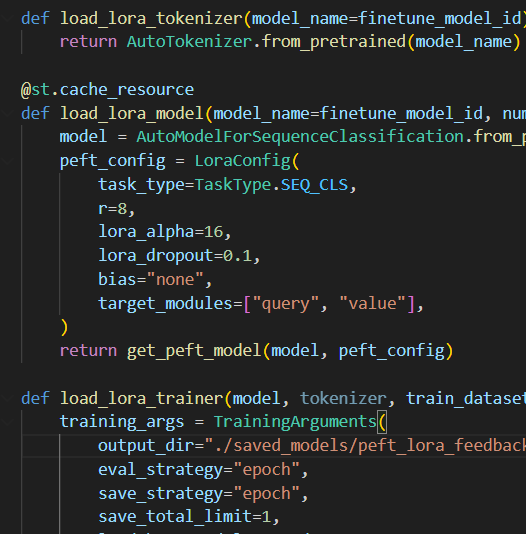 def load_lora_tokenizer(model_name=finetune_model_id)
    return AutoTokenizer.from_pretrained(model_name)

@st.cache_resource
def load_lora_model(model_name=finetune_model_id, num
    model = AutoModelForSequenceClassification.from_p
    peft_config = LoraConfig(
        task_type=TaskType.SEQ_CLS,
        r=8,
        lora_alpha=16,
        lora_dropout=0.1,
        bias="none",
        target_modules=["query", "value"],
    )
    return get_peft_model(model, peft_config)

def load_lora_trainer(model, tokenizer, train_dataset
    training_args = TrainingArguments(
        output_dir="./saved_models/peft_lora_feedback
        eval_strategy="epoch",
        save_strategy="epoch",
        save_total_limit=1,